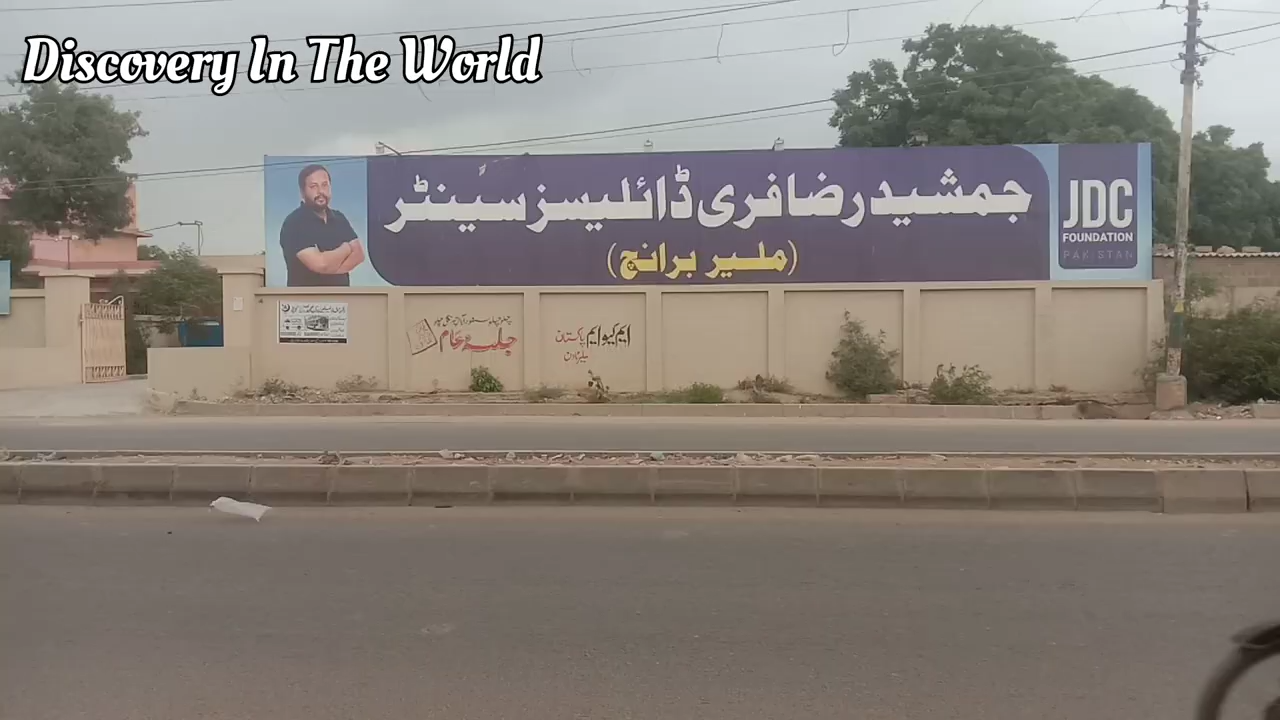 Discovery In The World
جمشید رضا فری ڈائلیسز سینٹر
(ملیر برانچ)
JDC
FOUNDATION
PAKISTAN
جلسہ عام
ایم کیو ایم پاکستان